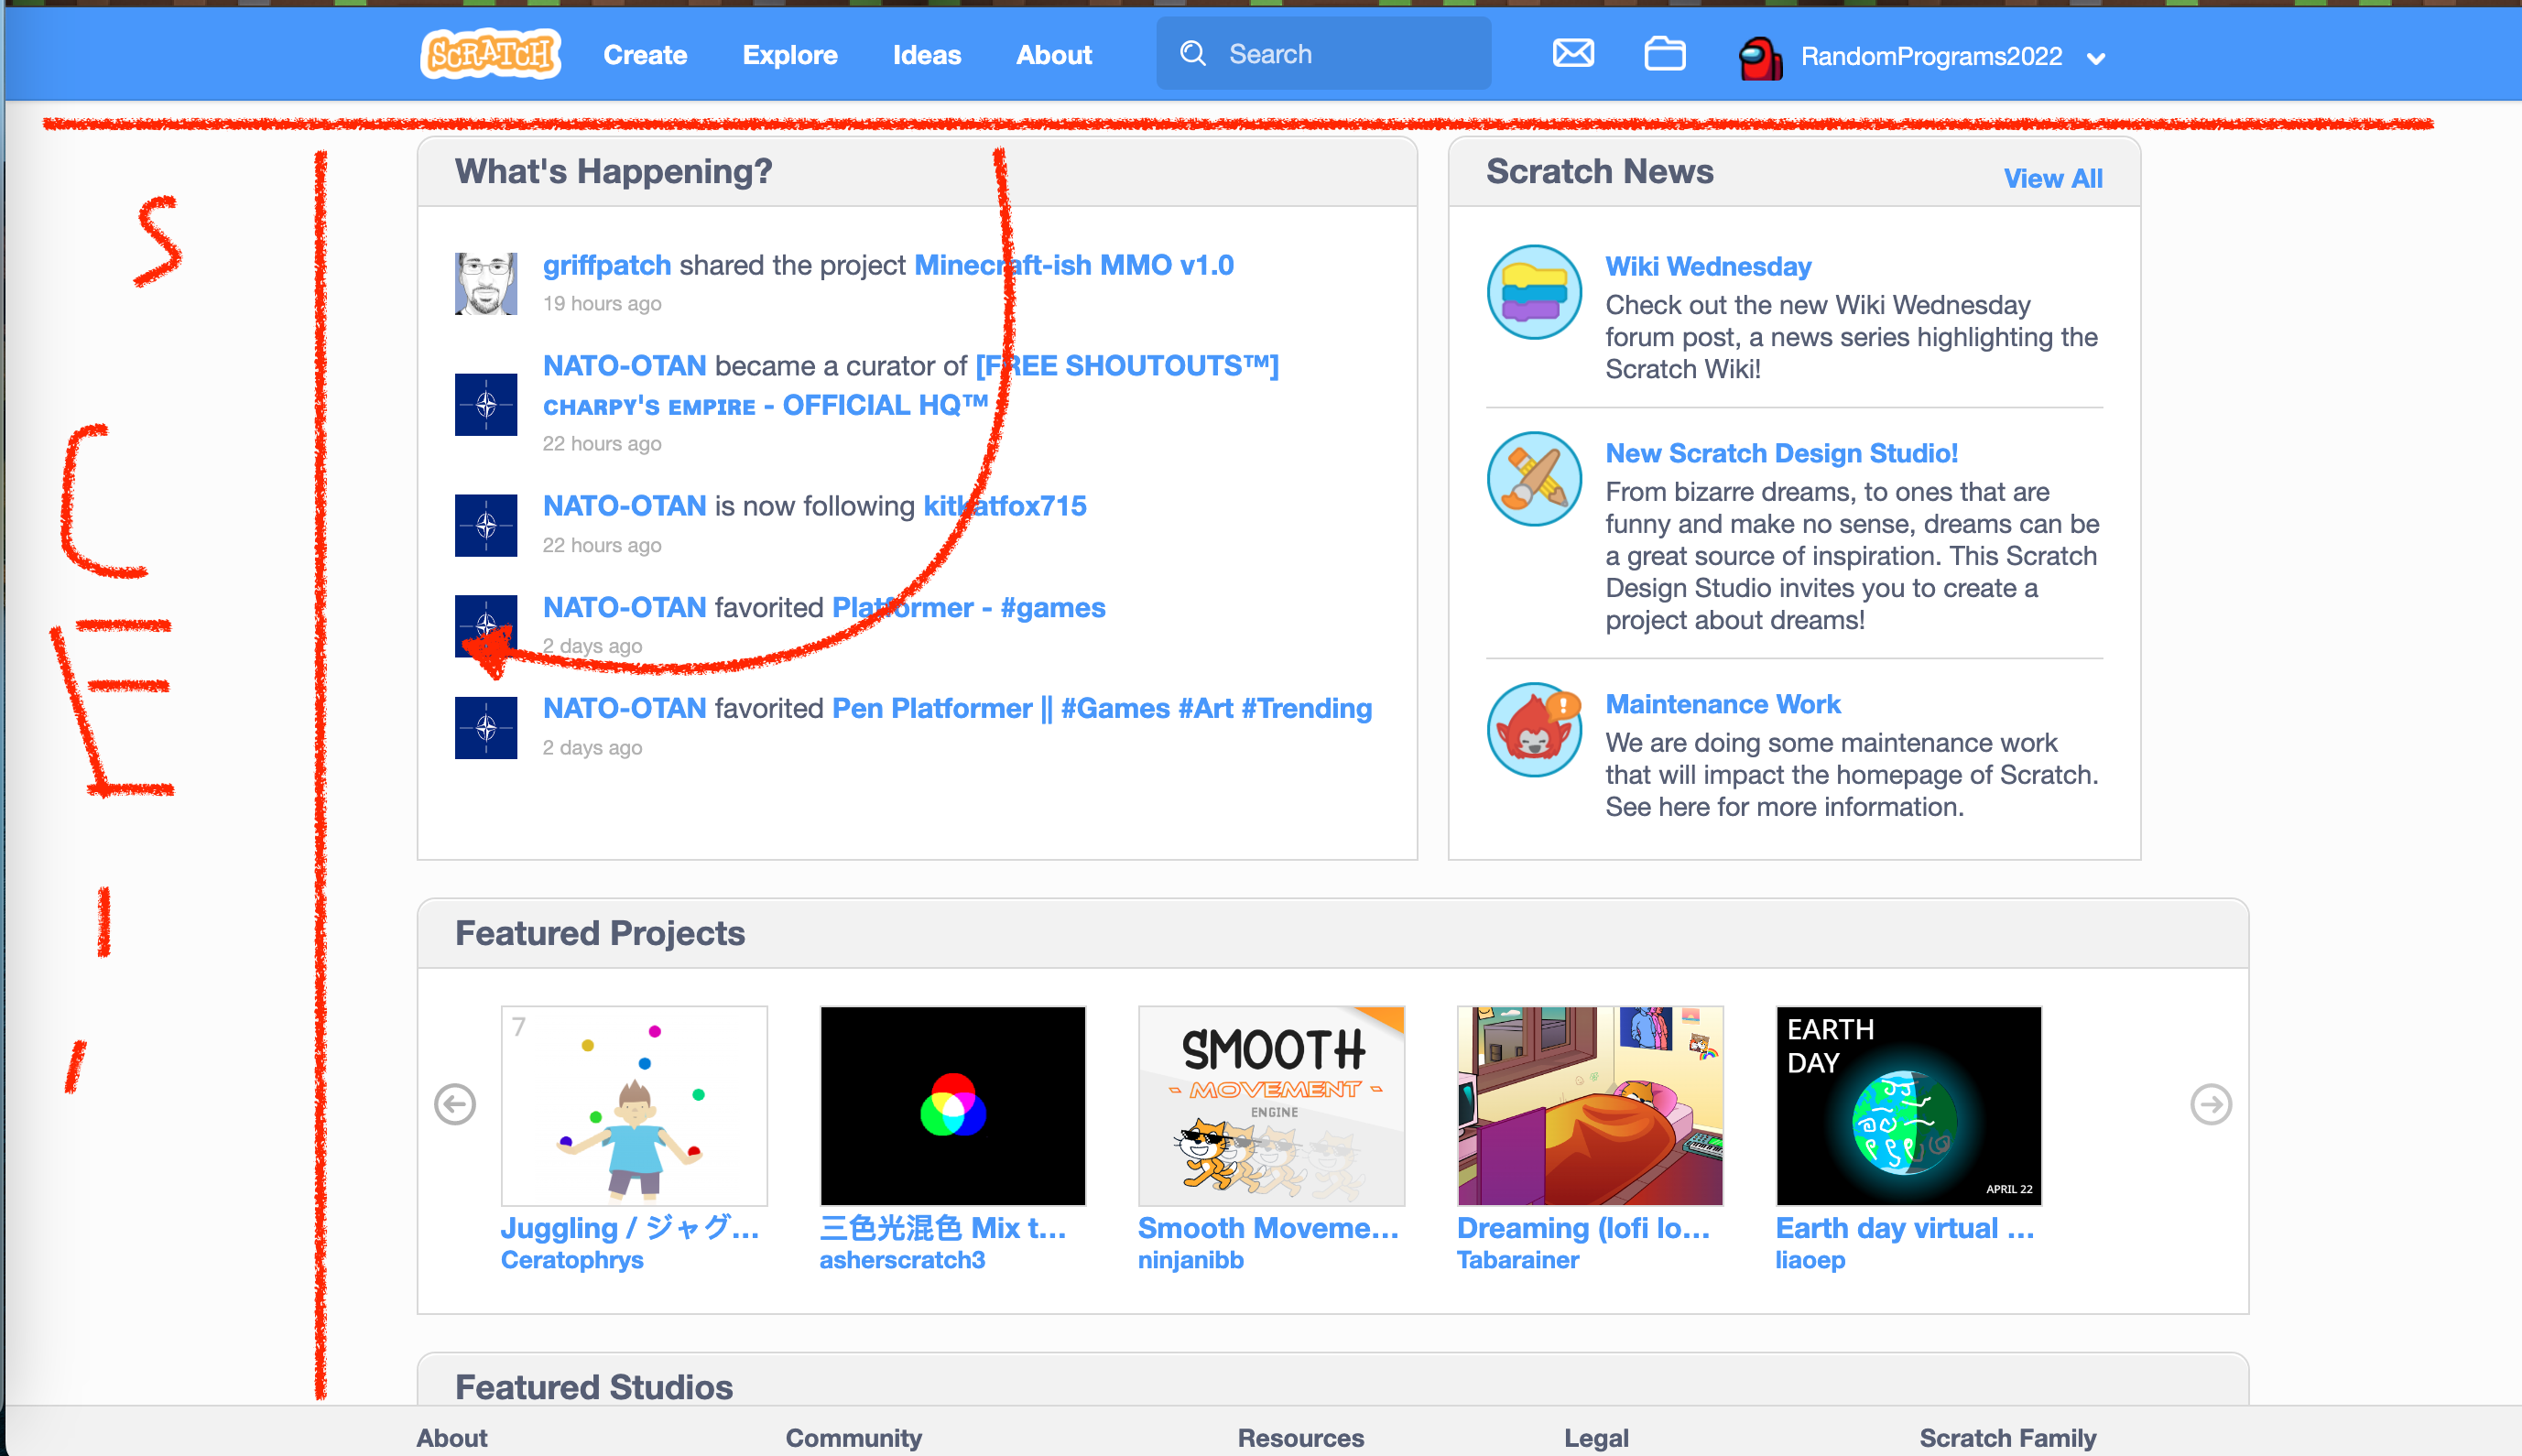 SCRATCH Create Explore Ideas About Search RandomPrograms2022
What's Happening?
griffpatch shared the project Minecraft-ish MMO v1.0
19 hours ago
NATO-OTAN became a curator of [FREE SHOUTOUTS™]
ᴄʜᴀʀᴘʏ's ᴇᴍᴘɪʀᴇ - OFFICIAL HQ™
22 hours ago
NATO-OTAN is now following kitkatfox715
22 hours ago
NATO-OTAN favorited Platformer - #games
2 days ago
NATO-OTAN favorited Pen Platformer || #Games #Art #Trending
2 days ago
Scratch News View All
Wiki Wednesday
Check out the new Wiki Wednesday
forum post, a news series highlighting the
Scratch Wiki!
New Scratch Design Studio!
From bizarre dreams, to ones that are
funny and make no sense, dreams can be
a great source of inspiration. This Scratch
Design Studio invites you to create a
project about dreams!
Maintenance Work
We are doing some maintenance work
that will impact the homepage of Scratch.
See here for more information.
S
C
E
Featured Projects
7
SMOOTH
- MOVEMENT -
ENGINE
EARTH
DAY
APRIL 22
Juggling / ジャグ...
Ceratophrys
三色光混色 Mix t...
asherscratch3
Smooth Moveme...
ninjanibb
Dreaming (lofi lo...
Tabarainer
Earth day virtual ...
liaoep
Featured Studios
About Community Resources Legal Scratch Family